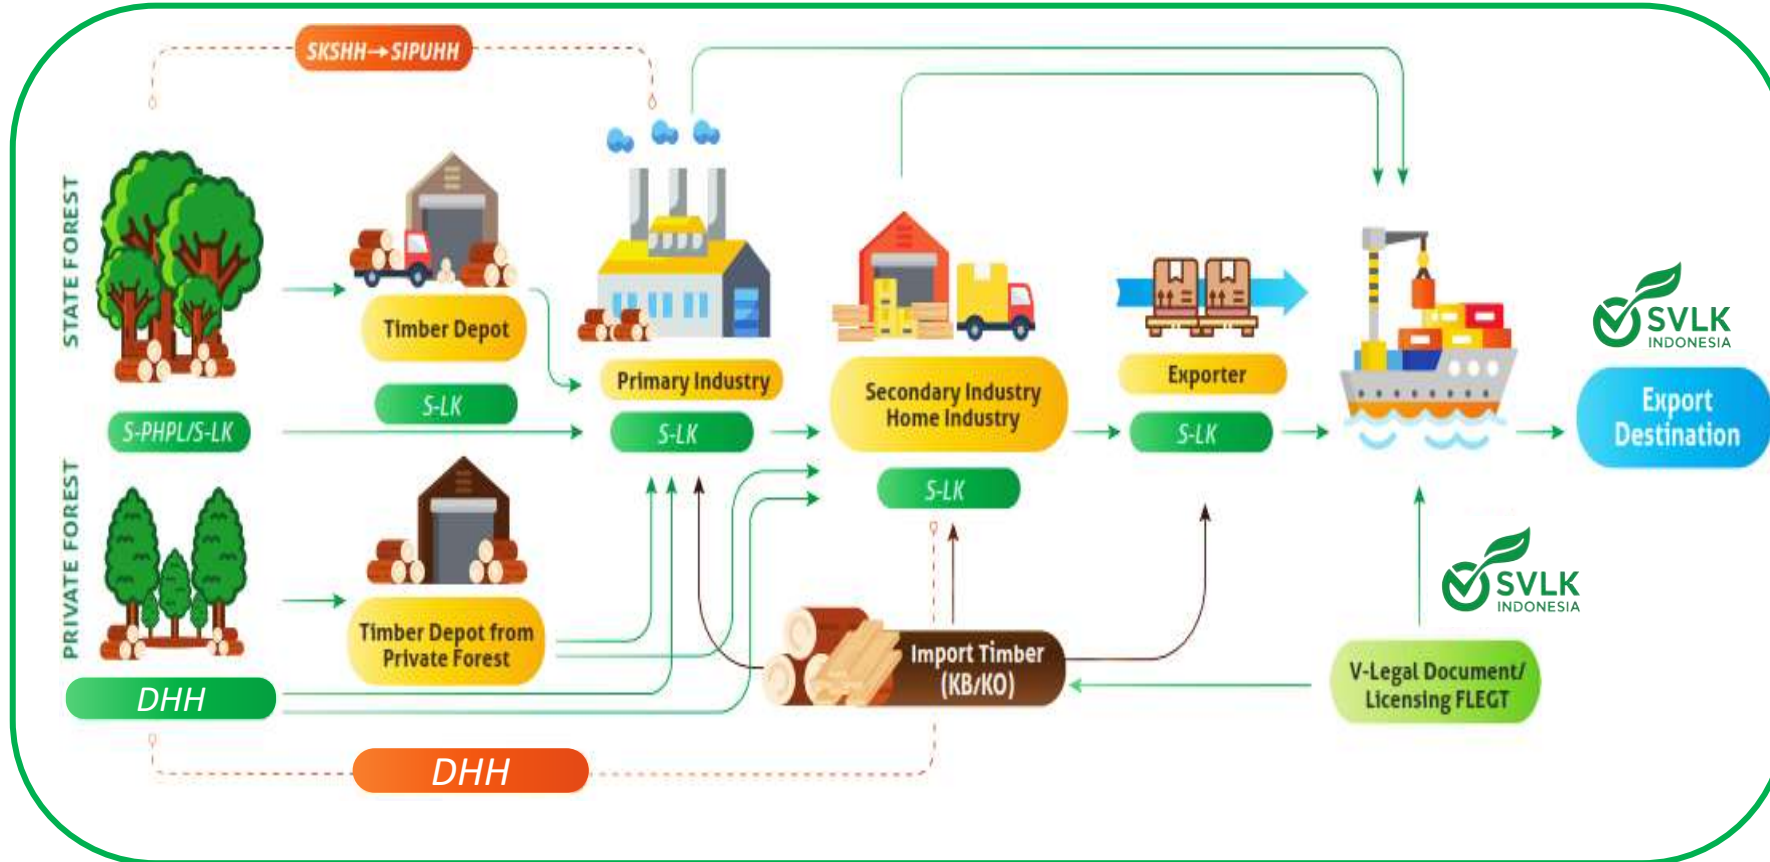 SKSHH→SIPUHH
STATE FOREST
Timber Depot
S-LK
S-PHPL/S-LK
Primary Industry
S-LK
Secondary Industry
Home Industry
S-LK
Exporter
S-LK
SVLK
INDONESIA
Export
Destination
PRIVATE FOREST
Timber Depot from
Private Forest
DHH
DHH
Import Timber
(KB/KO)
SVLK
INDONESIA
V-Legal Document/
Licensing FLEGT